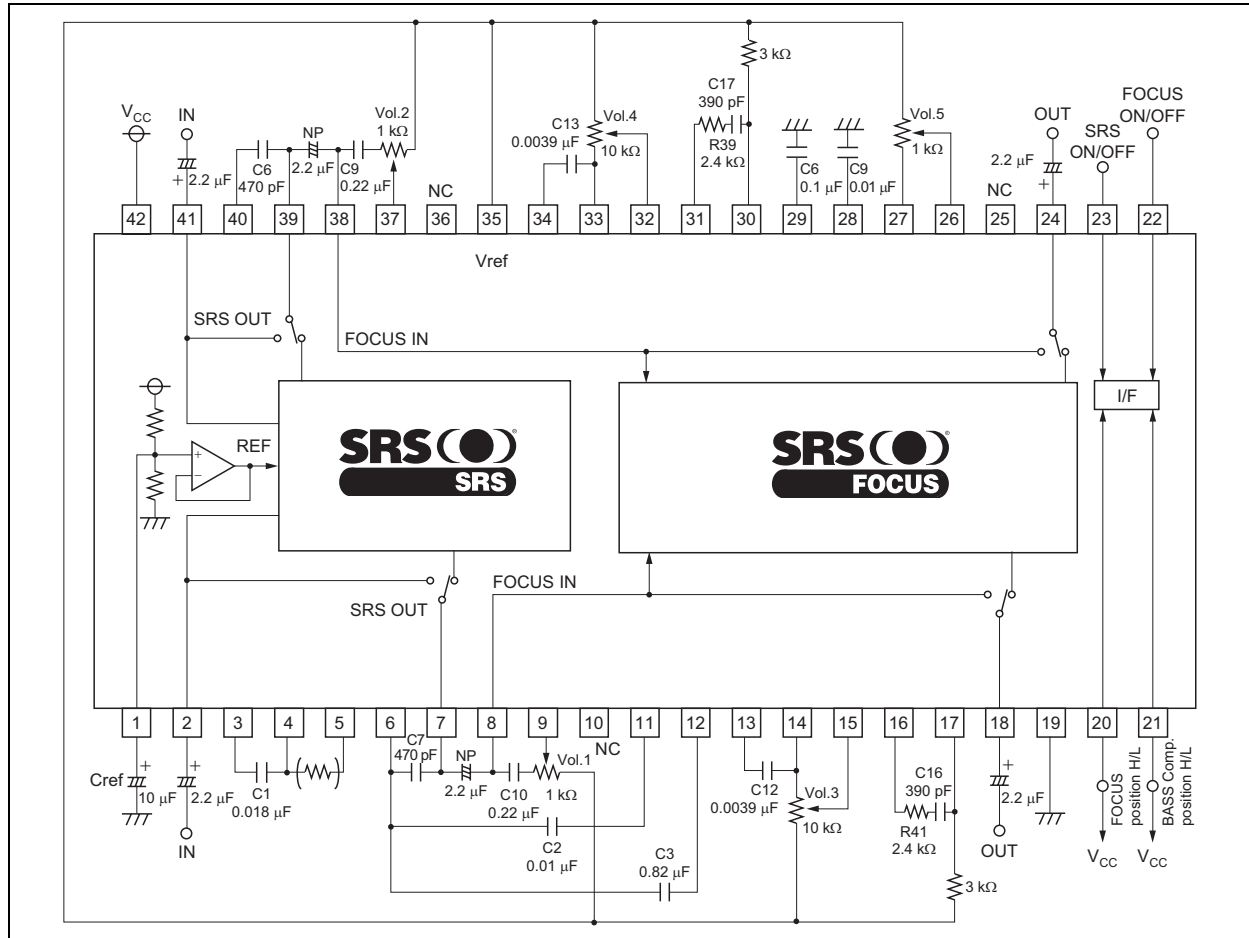 3 kΩ
C17
390 pF
R39
2.4 kΩ
VCC
IN
+ 2.2 µF
C6
470 pF
NP
2.2 µF
C9
0.22 µF
Vol.2
1 kΩ
NC
C13
0.0039 µF
Vol.4
10 kΩ
C6
0.1 µF
C9
0.01 µF
Vol.5
1 kΩ
NC
OUT
2.2 µF
+
SRS
ON/OFF
FOCUS
ON/OFF
42 41 40 39 38 37 36 35 34 33 32 31 30 29 28 27 26 25 24 23 22
Vref
SRS OUT
FOCUS IN
I/F
REF
+
−
SRS ®
SRS
SRS ®
FOCUS
SRS OUT
FOCUS IN
1 2 3 4 5 6 7 8 9 10 11 12 13 14 15 16 17 18 19 20 21
Cref
+
10 µF
+
2.2 µF
IN
C1
0.018 µF
C7
470 pF
NP
2.2 µF
C10
0.22 µF
Vol.1
1 kΩ
NC
C2
0.01 µF
C3
0.82 µF
C12
0.0039 µF
Vol.3
10 kΩ
C16
390 pF
R41
2.4 kΩ
3 kΩ
+
2.2 µF
OUT
FOCUS
position H/L
VCC
BASS Comp.
position H/L
VCC